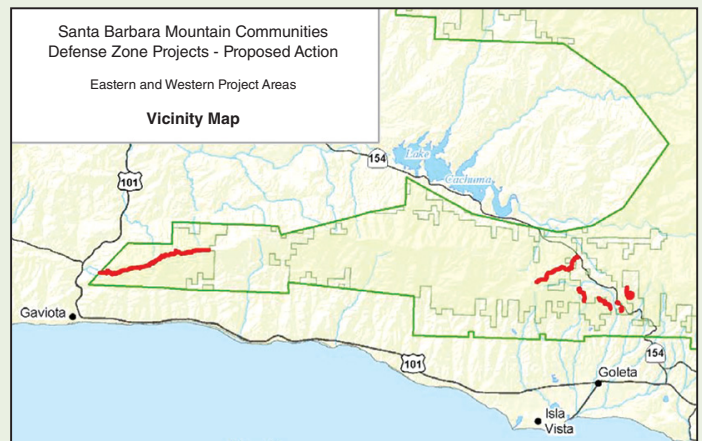 Santa Barbara Mountain Communities
Defense Zone Projects - Proposed Action
Eastern and Western Project Areas
Vicinity Map
154
Lake
Cachuma
101
Gaviota
101
154
Goleta
Isla
Vista